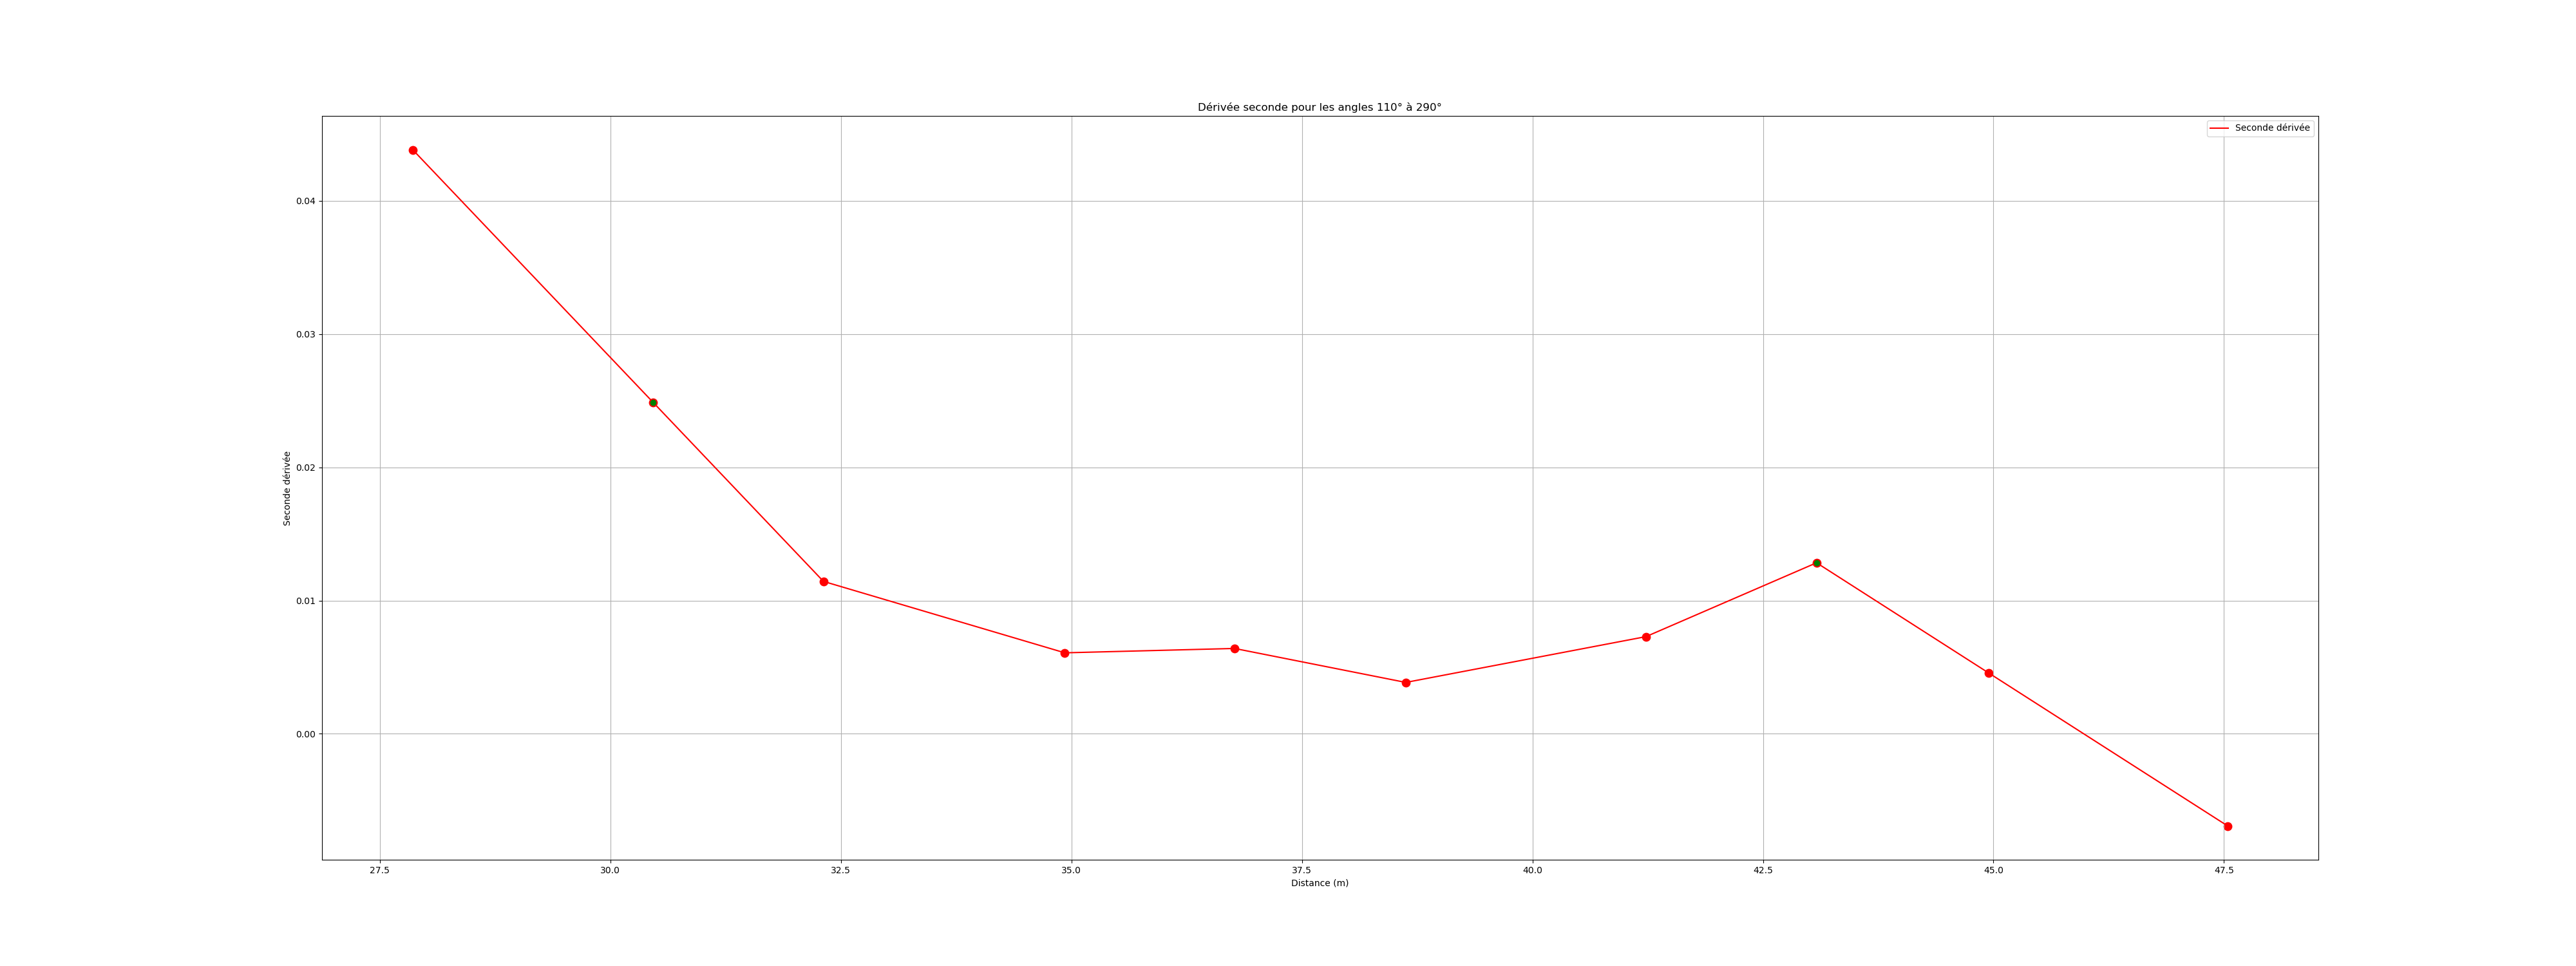 Dérivée seconde pour les angles 110° à 290°
Seconde dérivée
0.04
0.03
0.02
0.01
0.00
Seconde dérivée
27.5 30.0 32.5 35.0 37.5 40.0 42.5 45.0 47.5
Distance (m)